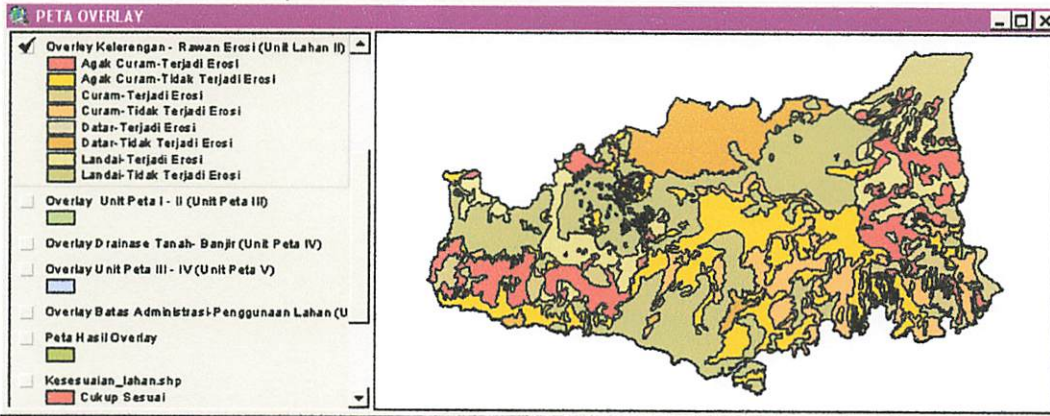 PETA OVERLAY
Overlay Kelerengan - Rawan Erosi (Unit Lahan II)
Agak Curam-Terjadi Erosi
Agak Curam-Tidak Terjadi Erosi
Curam-Terjadi Erosi
Curam-Tidak Terjadi Erosi
Datar-Terjadi Erosi
Datar-Tidak Terjadi Erosi
Landai-Terjadi Erosi
Landai-Tidak Terjadi Erosi
Overlay Unit Peta I - II (Unit Peta III)
Overlay Drainase Tanah- Banjir (Unit Peta IV)
Overlay Unit Peta III - IV (Unit Peta V)
Overlay Batas Administrasi-Penggunaan Lahan (U
Peta Hasil Overlay
Kesesuaian_lahan.shp
Cukup Sesuai